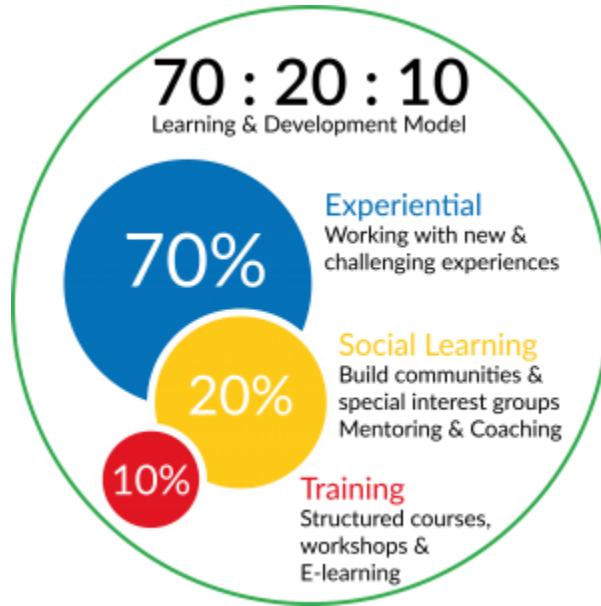 70 : 20 : 10
Learning & Development Model
70%
Experiential
Working with new &
challenging experiences
20%
Social Learning
Build communities &
special interest groups
Mentoring & Coaching
10%
Training
Structured courses,
workshops &
E-learning